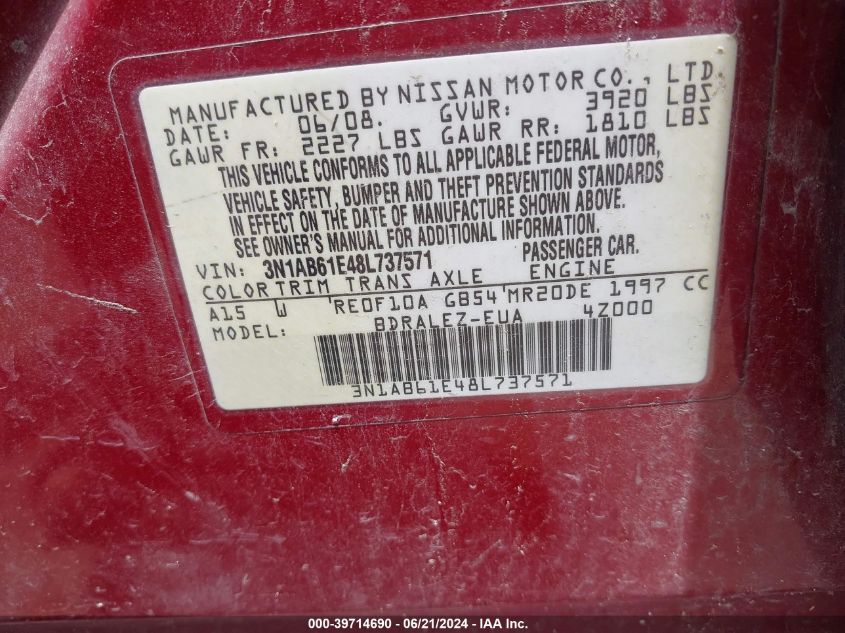 MANUFACTURED BY NISSAN MOTOR CO., LTD.
DATE: 06/08. GVWR: 3920 LBS
GAWR FR: 2227 LBS GAWR RR: 1810 LBS
THIS VEHICLE CONFORMS TO ALL APPLICABLE FEDERAL MOTOR,
VEHICLE SAFETY, BUMPER AND THEFT PREVENTION STANDARDS
IN EFFECT ON THE DATE OF MANUFACTURE SHOWN ABOVE.
SEE OWNER'S MANUAL FOR ADDITIONAL INFORMATION.
VIN: 3N1AB61E48L737571 PASSENGER CAR.
COLOR TRIM TRANS AXLE ENGINE
A15 W RE0F10A GB54 MR20DE 1997 CC
MODEL: BDRALEZ-EUA 4Z000
3N1AB61E48L737571
000-39714690 - 06/21/2024 - IAA Inc.